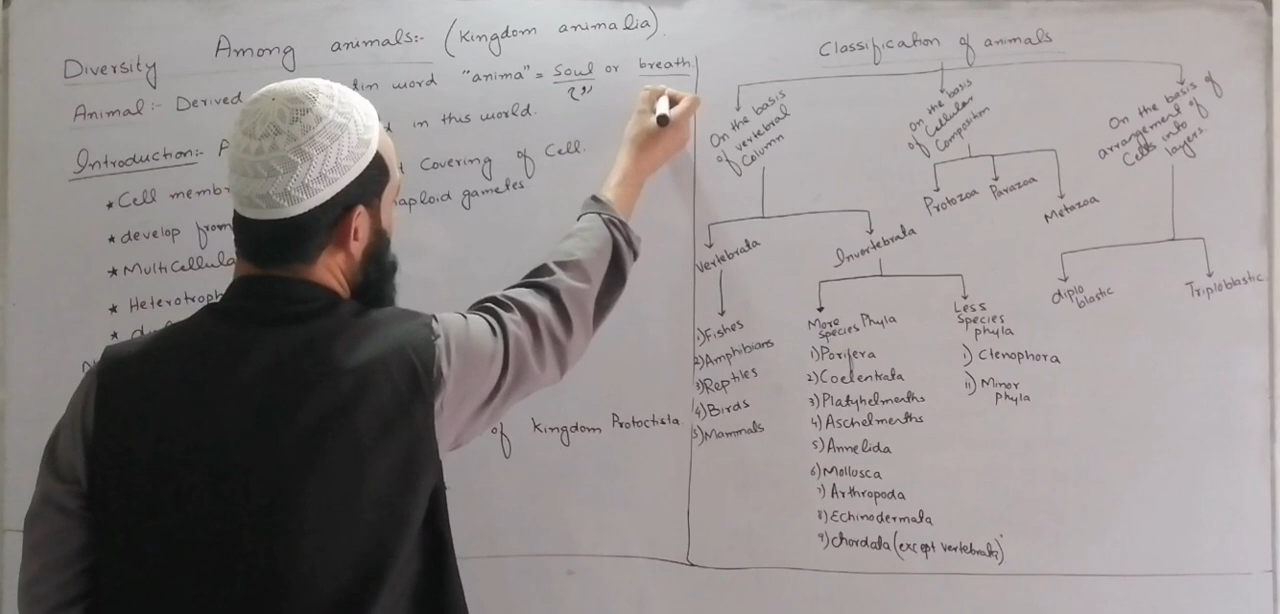 Diversity Among animals:- (Kingdom animalia)
Animal:- Derived word "anima" = Soul or breath.
روح
in this world.
Introduction:- Covering of Cell.
* Cell haploid gametes
* develop from
* Multicellula
* Heterotroph
of kingdom Protoctista
Classification of animals
On the basis of vertebral Column
Vertebrata
1) Fishes
2) Amphibians
3) Reptiles
4) Birds
5) Mammals
Invertebrata
More Species Phyla
1) Porifera
2) Coelentrata
3) Platyhelmenths
4) Aschelmenths
5) Annelida
6) Mollusca
7) Arthropoda
8) Echinodermata
9) Chordata (except vertebrata)
Less Species phyla
i) Ctenophora
ii) Minor phyla
On the basis of Cellular Composition
Protozoa
Parazoa
Metazoa
On the basis of arrangement of Cells into layers.
diplo blastic
Triploblastic